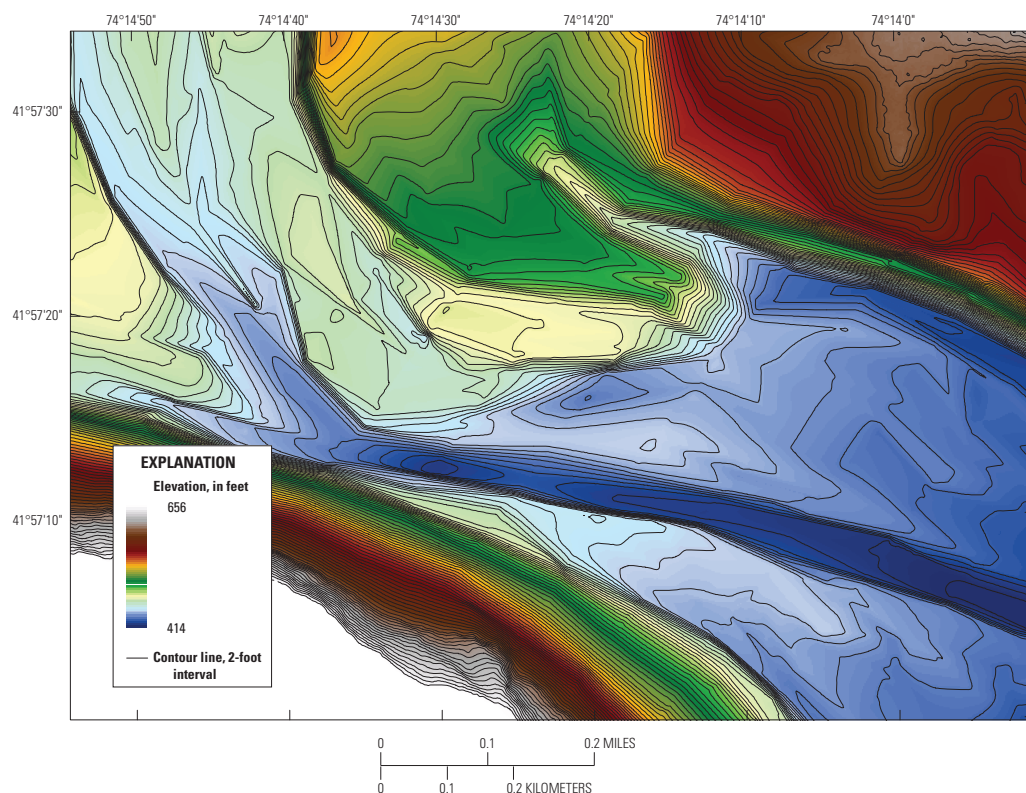 74°14'50" 74°14'40" 74°14'30" 74°14'20" 74°14'10" 74°14'0"
41°57'30"
41°57'20"
41°57'10"
EXPLANATION
Elevation, in feet
656
414
Contour line, 2-foot
interval
0 0.1 0.2 MILES
0 0.1 0.2 KILOMETERS